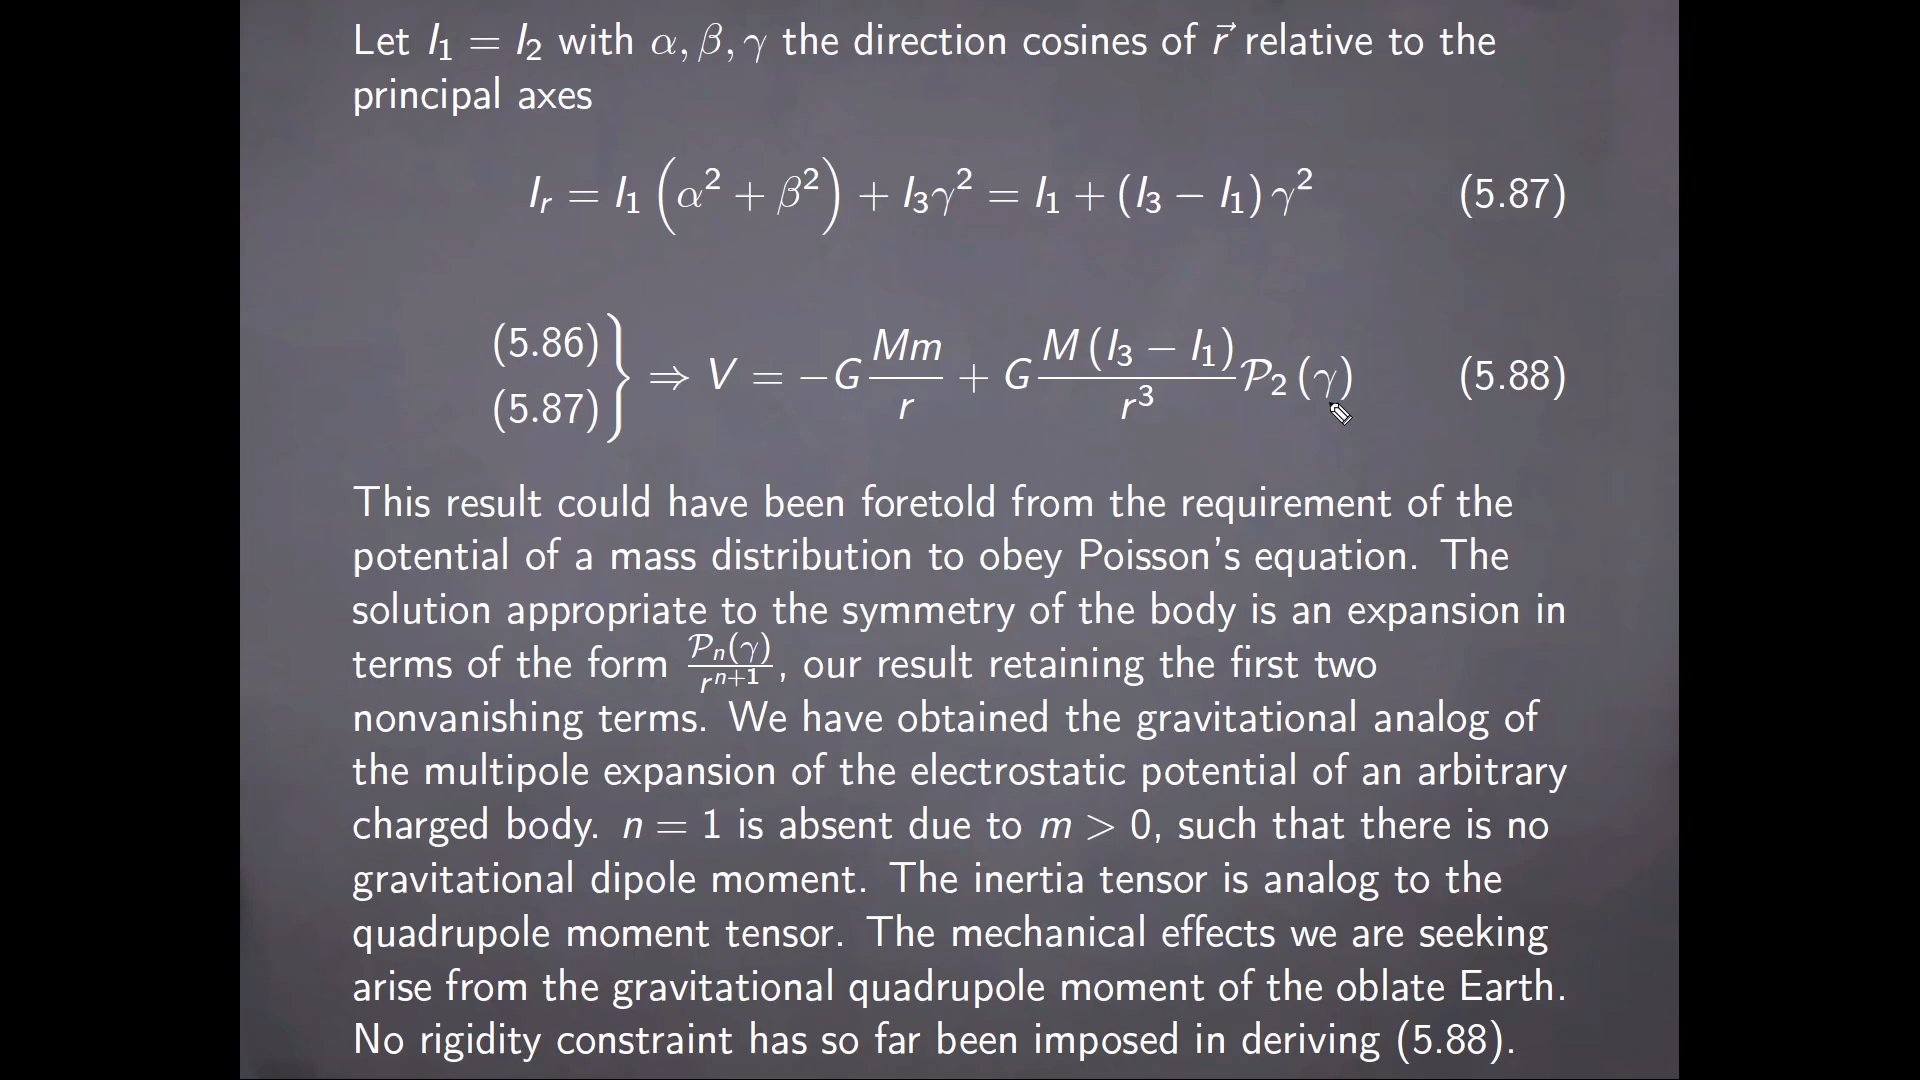 Let I₁ = I₂ with α, β, γ the direction cosines of r⃗ relative to the
principal axes
I_r = I₁ (α² + β²) + I₃γ² = I₁ + (I₃ − I₁) γ² (5.87)
(5.86)
(5.87) } ⇒ V = −G Mm/r + G M (I₃ − I₁)/r³ 𝒫₂ (γ) (5.88)
This result could have been foretold from the requirement of the
potential of a mass distribution to obey Poisson's equation. The
solution appropriate to the symmetry of the body is an expansion in
terms of the form 𝒫ₙ(γ)/rⁿ⁺¹, our result retaining the first two
nonvanishing terms. We have obtained the gravitational analog of
the multipole expansion of the electrostatic potential of an arbitrary
charged body. n = 1 is absent due to m > 0, such that there is no
gravitational dipole moment. The inertia tensor is analog to the
quadrupole moment tensor. The mechanical effects we are seeking
arise from the gravitational quadrupole moment of the oblate Earth.
No rigidity constraint has so far been imposed in deriving (5.88).